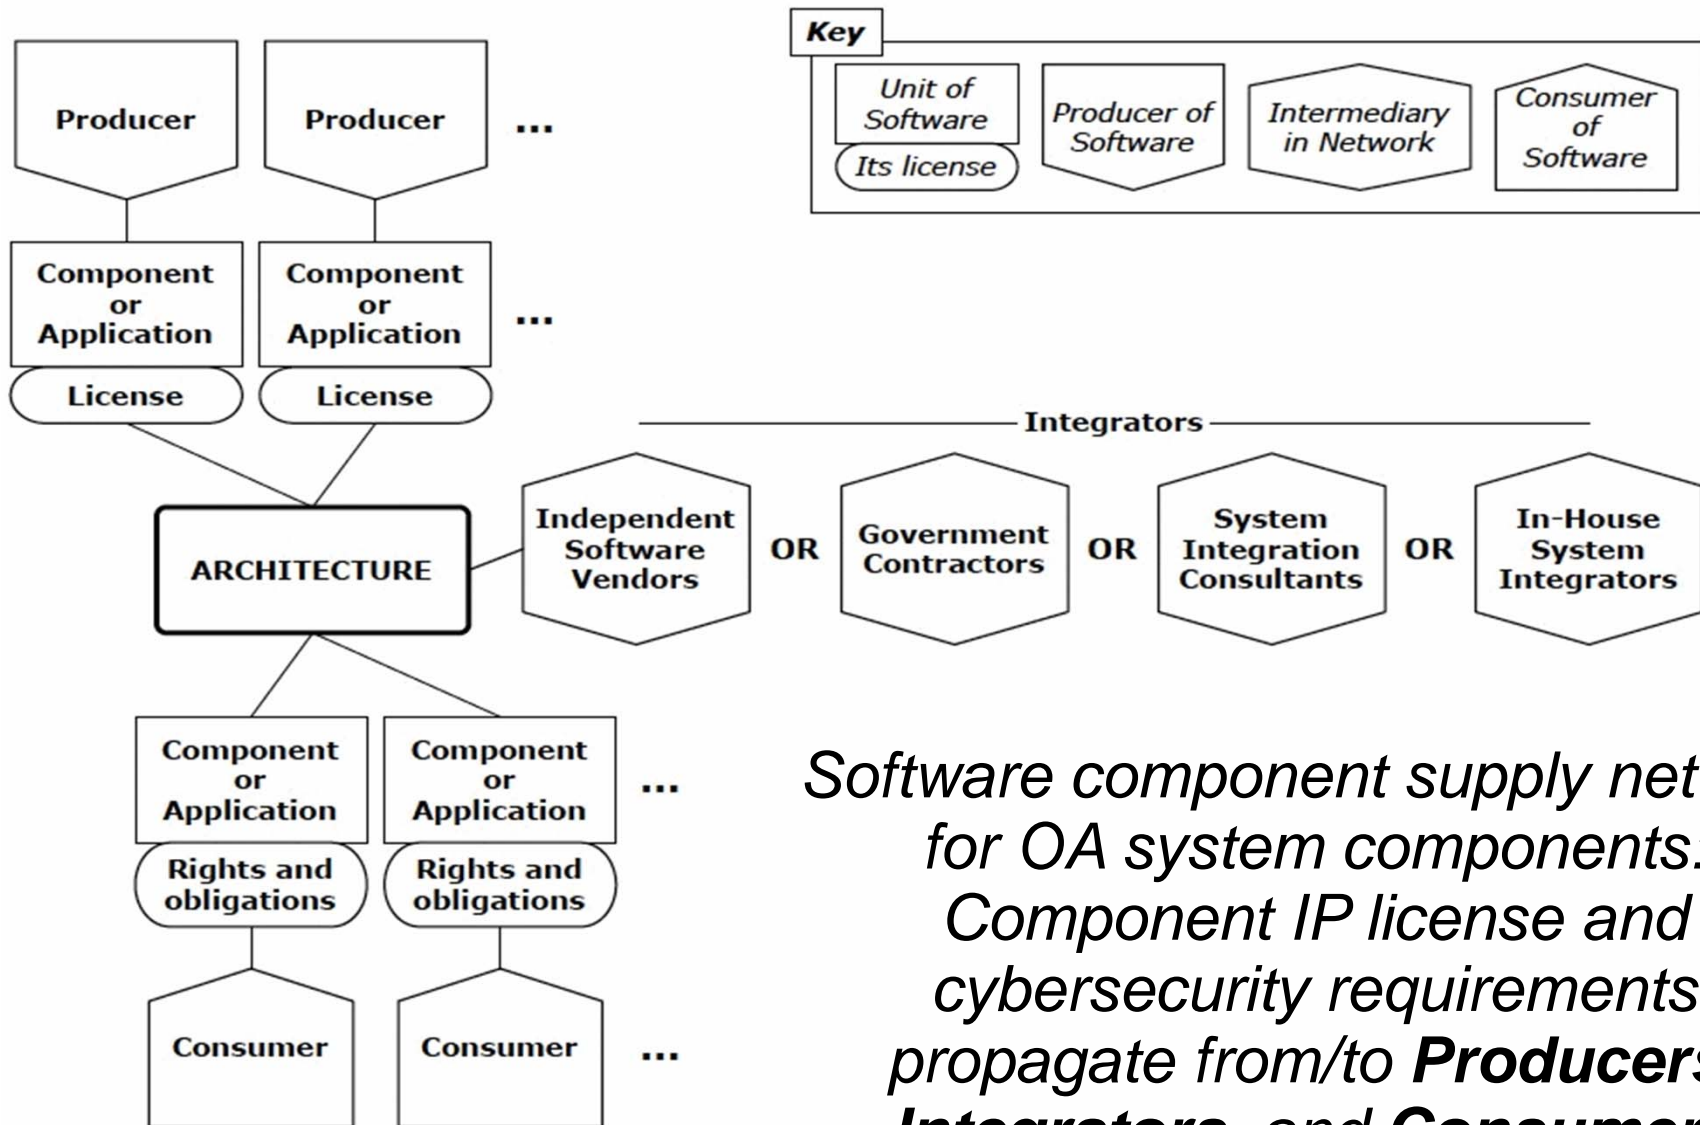 Key
Unit of
Software
Its license
Producer of
Software
Intermediary
in Network
Consumer
of
Software
Producer
Producer
...
Component
or
Application
License
Component
or
Application
License
...
Integrators
ARCHITECTURE
Independent
Software
Vendors
OR
Government
Contractors
OR
System
Integration
Consultants
OR
In-House
System
Integrators
Component
or
Application
Rights and
obligations
Component
or
Application
Rights and
obligations
...
Consumer
Consumer
...
Software component supply net
for OA system components:
Component IP license and
cybersecurity requirements
propagate from/to Producers
Integrators, and Consumer